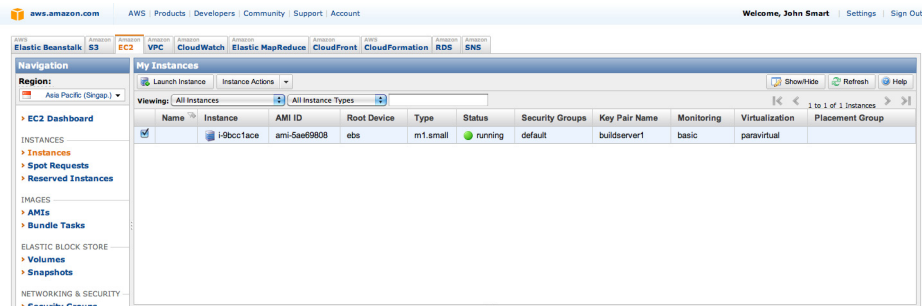 aws.amazon.com AWS | Products | Developers | Community | Support | Account Welcome, John Smart | Settings | Sign Out
AWS Amazon Amazon Amazon Amazon Amazon Amazon AWS Amazon Amazon
Elastic Beanstalk S3 EC2 VPC CloudWatch Elastic MapReduce CloudFront CloudFormation RDS SNS
Navigation
Region:
Asia Pacific (Singap.)
EC2 Dashboard
INSTANCES
Instances
Spot Requests
Reserved Instances
IMAGES
AMIs
Bundle Tasks
ELASTIC BLOCK STORE
Volumes
Snapshots
NETWORKING & SECURITY
Security Groups
My Instances
Launch Instance Instance Actions Show/Hide Refresh Help
Viewing: All Instances All Instance Types 1 to 1 of 1 Instances
Name Instance AMI ID Root Device Type Status Security Groups Key Pair Name Monitoring Virtualization Placement Group
i-9bcc1ace ami-5ae69808 ebs m1.small running default buildserver1 basic paravirtual